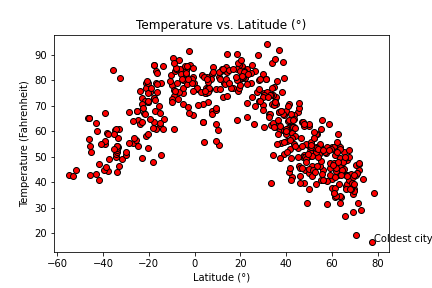 Temperature vs. Latitude (°)
Temperature (Fahrenheit)
90
80
70
60
50
40
30
20
Coldest city
−60 −40 −20 0 20 40 60 80
Latitude (°)